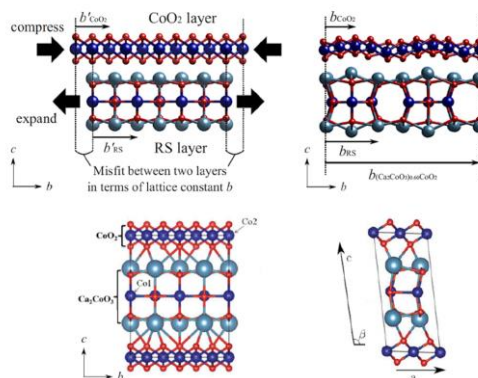 compress
b'CoO₂
CoO₂ layer
bCoO₂
expand
b'RS
RS layer
Misfit between two layers
in terms of lattice constant b
c
b
bRS
b(Ca₂CoO₃)₀.₆₂CoO₂
c
b
CoO₂
Co2
Ca₂CoO₃
Co1
c
b
c
β
a